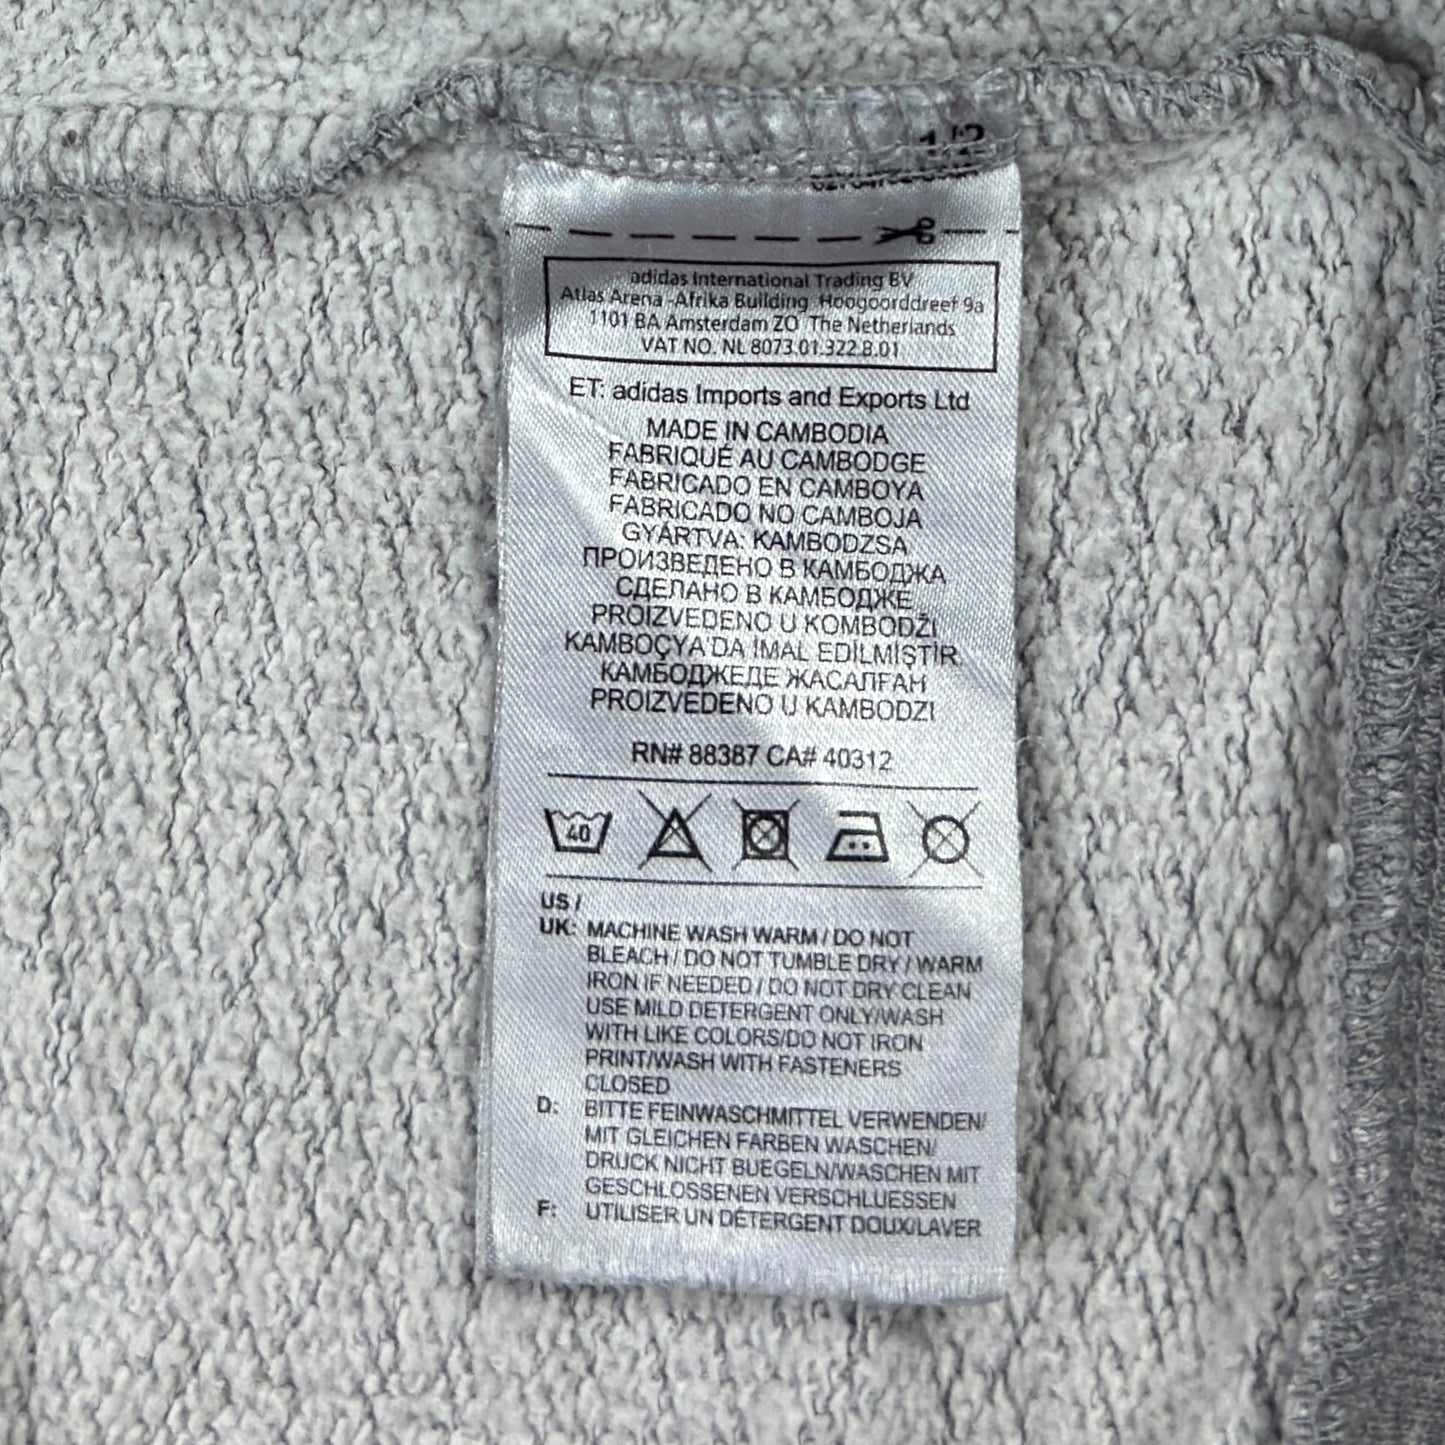 1/2
adidas International Trading BV
Atlas Arena -Afrika Building Hoogoorddreef 9a
1101 BA Amsterdam ZO The Netherlands
VAT NO. NL 8073.01.322.B.01
ET: adidas Imports and Exports Ltd
MADE IN CAMBODIA
FABRIQUÉ AU CAMBODGE
FABRICADO EN CAMBOYA
FABRICADO NO CAMBOJA
GYÁRTVA: KAMBODZSA
ПРОИЗВЕДЕНО В КАМБОДЖА
СДЕЛАНО В КАМБОДЖЕ
PROIZVEDENO U KOMBODŽI
KAMBOÇYA'DA İMAL EDİLMİŞTİR.
КАМБОДЖЕДЕ ЖАСАЛҒАН
PROIZVEDENO U KAMBODZI
RN# 88387 CA# 40312
40
US /
UK: MACHINE WASH WARM / DO NOT
BLEACH / DO NOT TUMBLE DRY / WARM
IRON IF NEEDED / DO NOT DRY CLEAN
USE MILD DETERGENT ONLY/WASH
WITH LIKE COLORS/DO NOT IRON
PRINT/WASH WITH FASTENERS
CLOSED
D: BITTE FEINWASCHMITTEL VERWENDEN/
MIT GLEICHEN FARBEN WASCHEN/
DRUCK NICHT BUEGELN/WASCHEN MIT
GESCHLOSSENEN VERSCHLUESSEN
F: UTILISER UN DÉTERGENT DOUX/LAVER